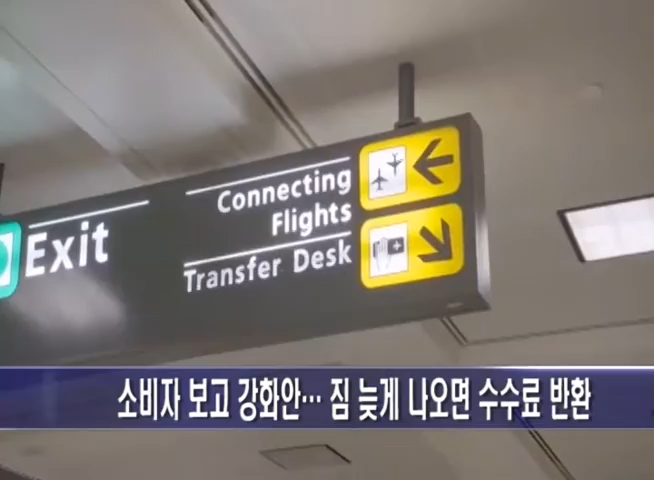 Exit
Connecting
Flights
Transfer Desk
소비자 보고 강화안… 짐 늦게 나오면 수수료 반환